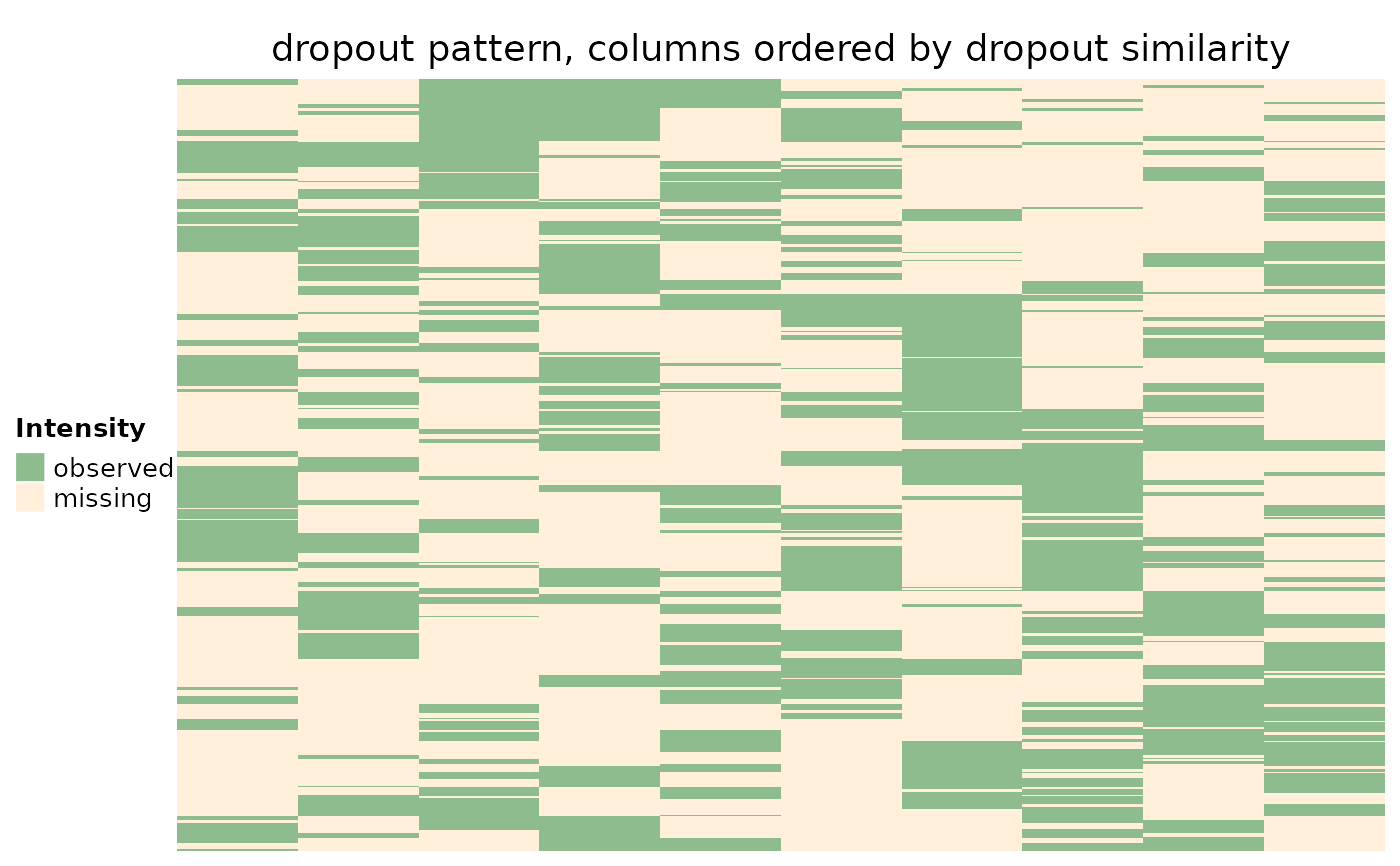 dropout pattern, columns ordered by dropout similarity
Intensity
observed
missing